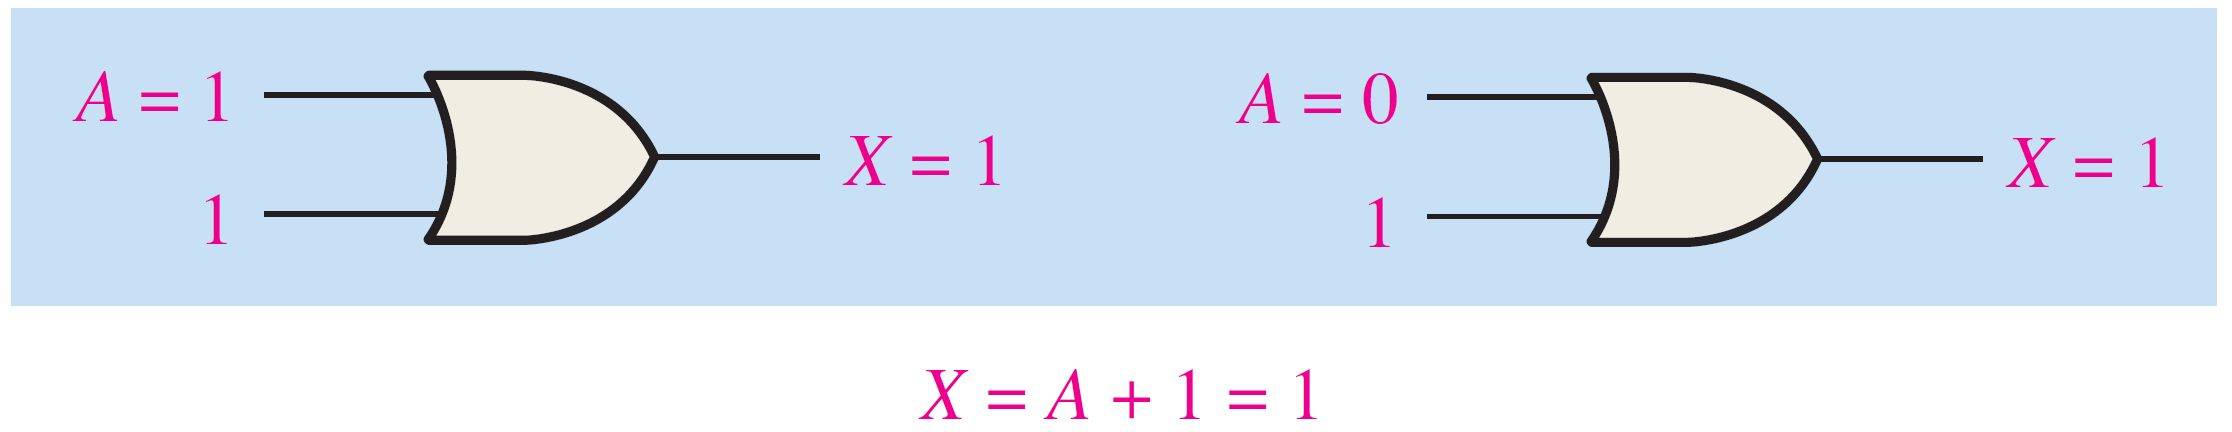 A = 1
1
X = 1
A = 0
1
X = 1
X = A + 1 = 1